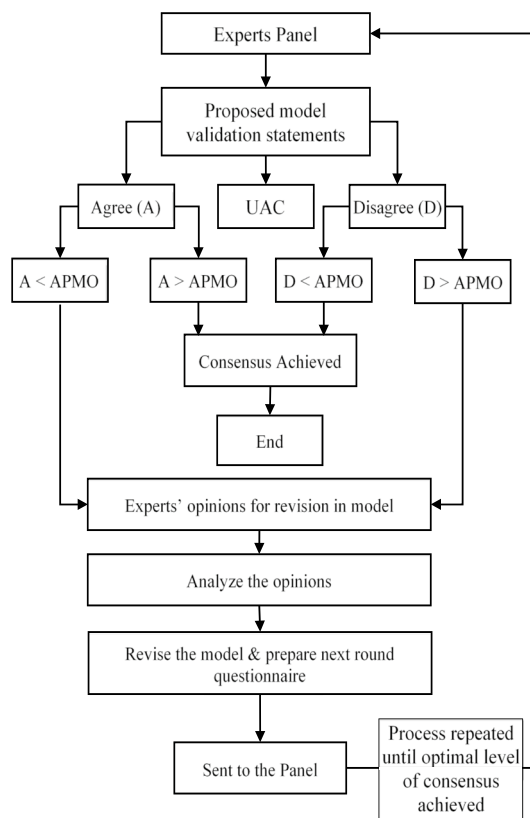 Experts Panel
Proposed model
validation statements
Agree (A)
UAC
Disagree (D)
A < APMO
A > APMO
D < APMO
D > APMO
Consensus Achieved
End
Experts’ opinions for revision in model
Analyze the opinions
Revise the model & prepare next round
questionnaire
Sent to the Panel
Process repeated
until optimal level
of consensus
achieved